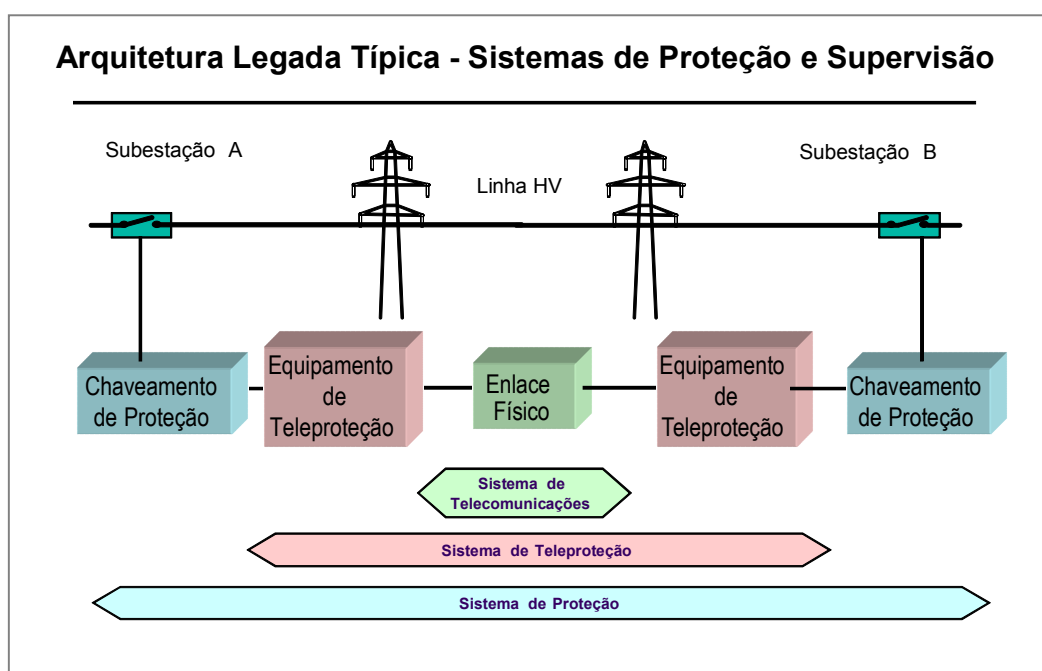 Arquitetura Legada Típica - Sistemas de Proteção e Supervisão
Subestação A
Subestação B
Linha HV
Chaveamento
de Proteção
Equipamento
de
Teleproteção
Enlace
Físico
Equipamento
de
Teleproteção
Chaveamento
de Proteção
Sistema de
Telecomunicações
Sistema de Teleproteção
Sistema de Proteção